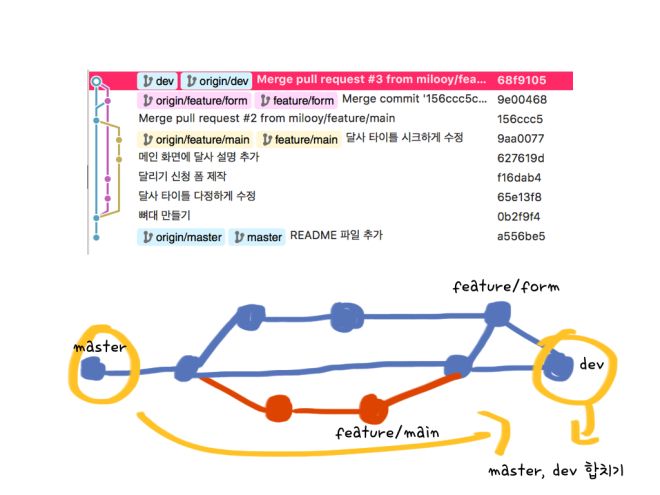 dev origin/dev Merge pull request #3 from milooy/fea... 68f9105
origin/feature/form feature/form Merge commit '156ccc5c... 9e00468
Merge pull request #2 from milooy/feature/main 156ccc5
origin/feature/main feature/main 달사 타이틀 시크하게 수정 9aa0077
메인 화면에 달사 설명 추가 627619d
달리기 신청 폼 제작 f16dab4
달사 타이틀 다정하게 수정 65e13f8
뼈대 만들기 0b2f9f4
origin/master master README 파일 추가 a556be5
feature/form
master
dev
feature/main
master, dev 합치기